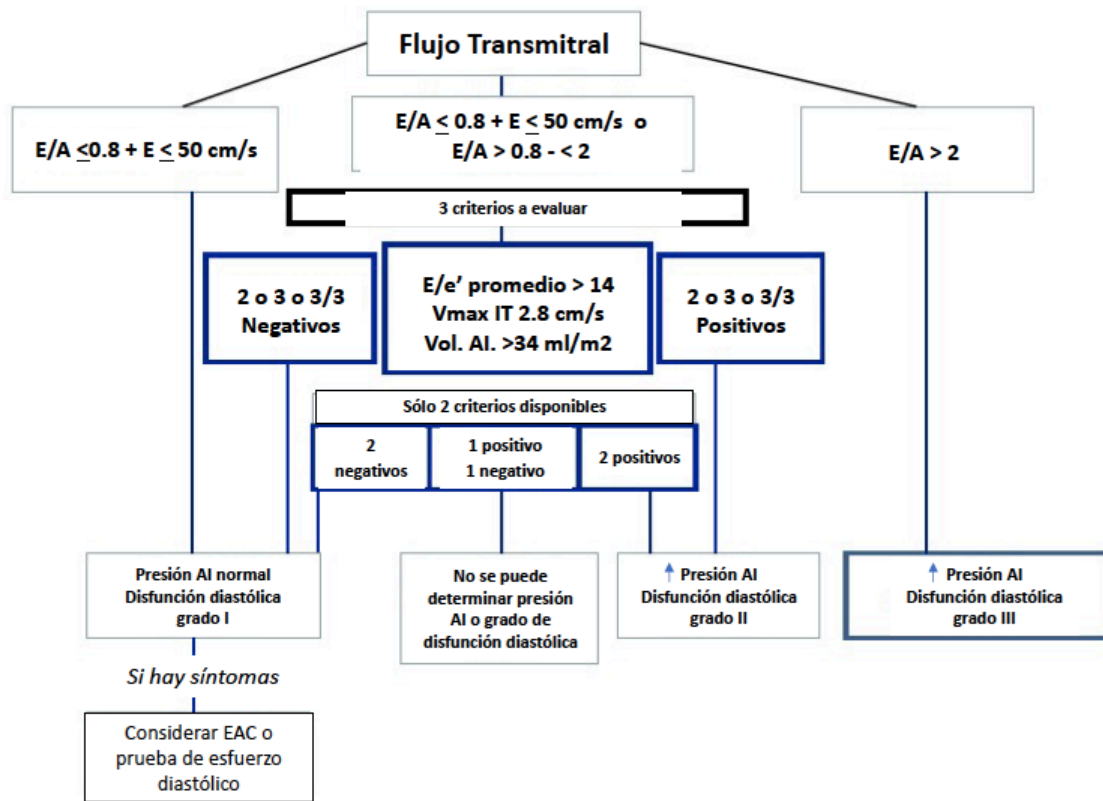 Flujo Transmitral
E/A ≤0.8 + E ≤ 50 cm/s
E/A ≤ 0.8 + E ≤ 50 cm/s o
E/A > 0.8 - < 2
E/A > 2
3 criterios a evaluar
2 o 3 o 3/3
Negativos
E/e’ promedio > 14
Vmax IT 2.8 cm/s
Vol. AI. >34 ml/m2
2 o 3 o 3/3
Positivos
Sólo 2 criterios disponibles
2
negativos
1 positivo
1 negativo
2 positivos
Presión AI normal
Disfunción diastólica
grado I
No se puede
determinar presión
AI o grado de
disfunción diastólica
↑ Presión AI
Disfunción diastólica
grado II
↑ Presión AI
Disfunción diastólica
grado III
Si hay síntomas
Considerar EAC o
prueba de esfuerzo
diastólico